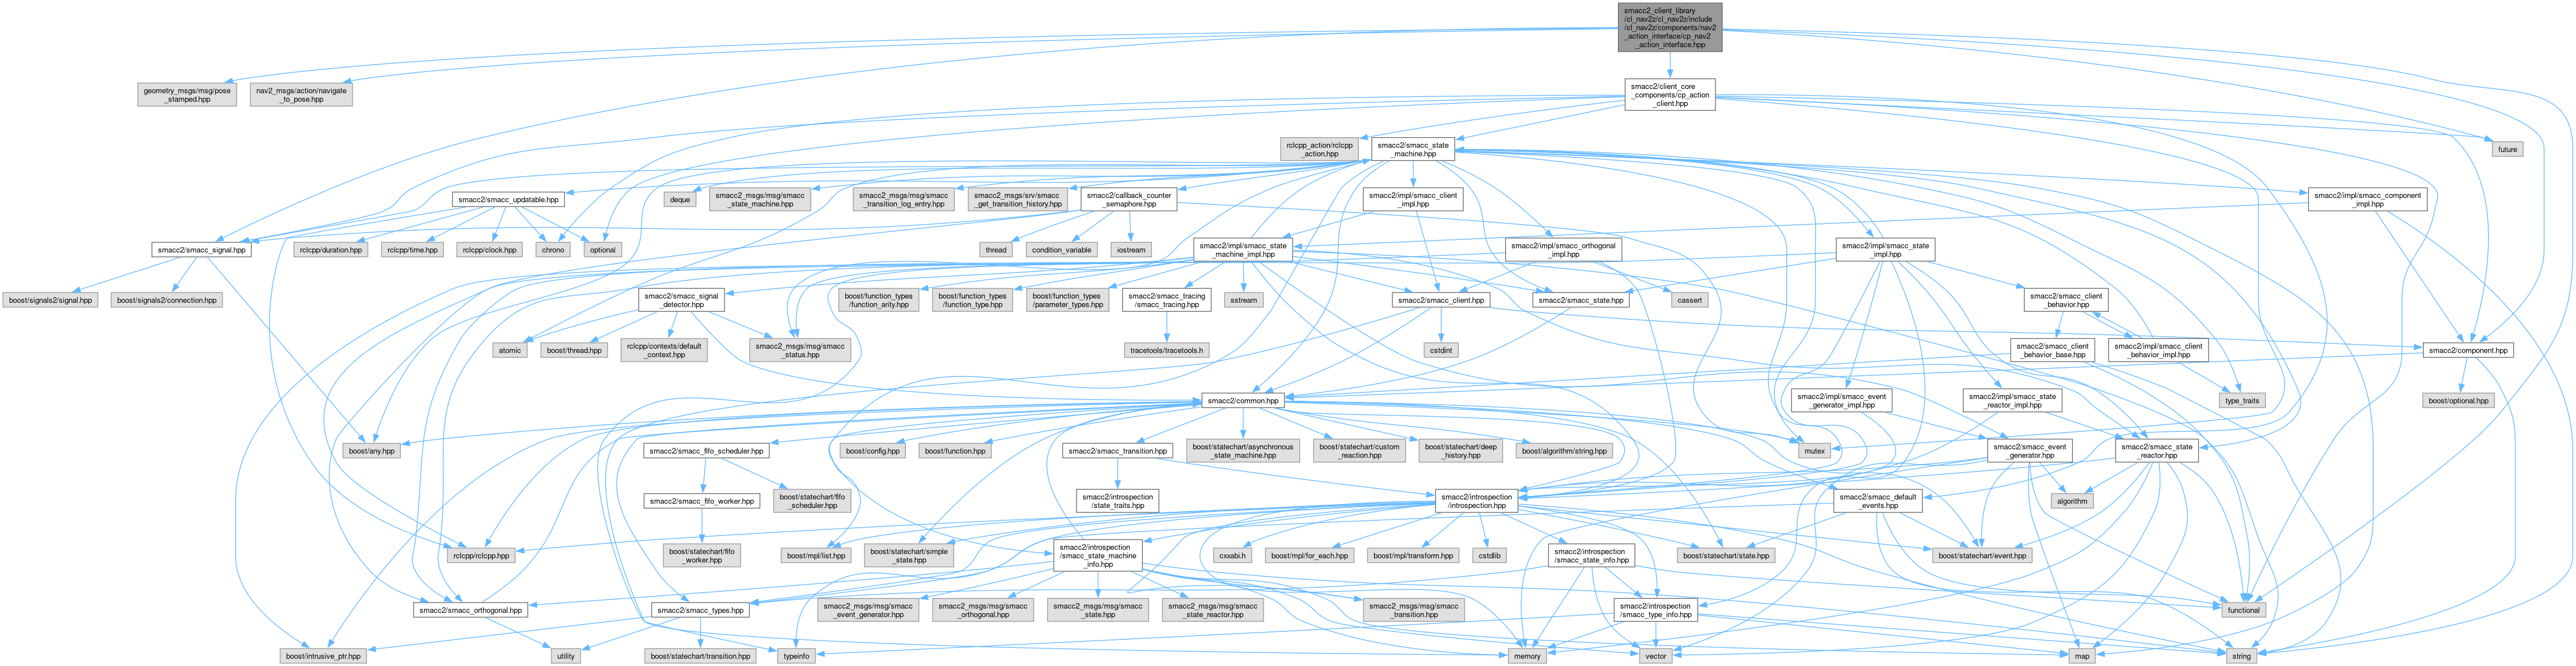 smacc2_client_library
/cl_nav2z/cl_nav2z/include
/cl_nav2z/components/nav2
_action_interface/cp_nav2
_action_interface.hpp
geometry_msgs/msg/pose
_stamped.hpp
nav2_msgs/action/navigate
_to_pose.hpp
smacc2/client_core
_components/cp_action
_client.hpp
rclcpp_action/rclcpp
_action.hpp
smacc2/smacc_state
_machine.hpp
future
smacc2/smacc_updatable.hpp
deque
smacc2_msgs/msg/smacc
_state_machine.hpp
smacc2_msgs/msg/smacc
_transition_log_entry.hpp
smacc2_msgs/srv/smacc
_get_transition_history.hpp
smacc2/callback_counter
_semaphore.hpp
smacc2/impl/smacc_client
_impl.hpp
smacc2/impl/smacc_component
_impl.hpp
smacc2/smacc_signal.hpp
rclcpp/duration.hpp
rclcpp/time.hpp
rclcpp/clock.hpp
chrono
optional
thread
condition_variable
iostream
smacc2/impl/smacc_state
_machine_impl.hpp
smacc2/impl/smacc_orthogonal
_impl.hpp
smacc2/impl/smacc_state
_impl.hpp
boost/signals2/signal.hpp
boost/signals2/connection.hpp
smacc2/smacc_signal
_detector.hpp
boost/function_types
/function_arity.hpp
boost/function_types
/function_type.hpp
boost/function_types
/parameter_types.hpp
smacc2/smacc_tracing
/smacc_tracing.hpp
sstream
smacc2/smacc_client.hpp
smacc2/smacc_state.hpp
cassert
smacc2/smacc_client
_behavior.hpp
atomic
boost/thread.hpp
rclcpp/contexts/default
_context.hpp
smacc2_msgs/msg/smacc
_status.hpp
tracetools/tracetools.h
cstdint
smacc2/smacc_client
_behavior_base.hpp
smacc2/impl/smacc_client
_behavior_impl.hpp
smacc2/component.hpp
smacc2/common.hpp
smacc2/impl/smacc_event
_generator_impl.hpp
smacc2/impl/smacc_state
_reactor_impl.hpp
type_traits
boost/optional.hpp
boost/any.hpp
smacc2/smacc_fifo_scheduler.hpp
boost/config.hpp
boost/function.hpp
smacc2/smacc_transition.hpp
boost/statechart/asynchronous
_state_machine.hpp
boost/statechart/custom
_reaction.hpp
boost/statechart/deep
_history.hpp
boost/algorithm/string.hpp
mutex
smacc2/smacc_event
_generator.hpp
smacc2/smacc_state
_reactor.hpp
smacc2/smacc_fifo_worker.hpp
boost/statechart/fifo
_scheduler.hpp
smacc2/introspection
/state_traits.hpp
smacc2/introspection
/introspection.hpp
smacc2/smacc_default
_events.hpp
algorithm
rclcpp/rclcpp.hpp
boost/statechart/fifo
_worker.hpp
boost/mpl/list.hpp
boost/statechart/simple
_state.hpp
smacc2/introspection
/smacc_state_machine
_info.hpp
cxxabi.h
boost/mpl/for_each.hpp
boost/mpl/transform.hpp
cstdlib
smacc2/introspection
/smacc_state_info.hpp
boost/statechart/state.hpp
boost/statechart/event.hpp
smacc2/smacc_orthogonal.hpp
smacc2/smacc_types.hpp
smacc2_msgs/msg/smacc
_event_generator.hpp
smacc2_msgs/msg/smacc
_orthogonal.hpp
smacc2_msgs/msg/smacc
_state.hpp
smacc2_msgs/msg/smacc
_state_reactor.hpp
smacc2_msgs/msg/smacc
_transition.hpp
smacc2/introspection
/smacc_type_info.hpp
functional
boost/intrusive_ptr.hpp
utility
boost/statechart/transition.hpp
typeinfo
memory
vector
map
string